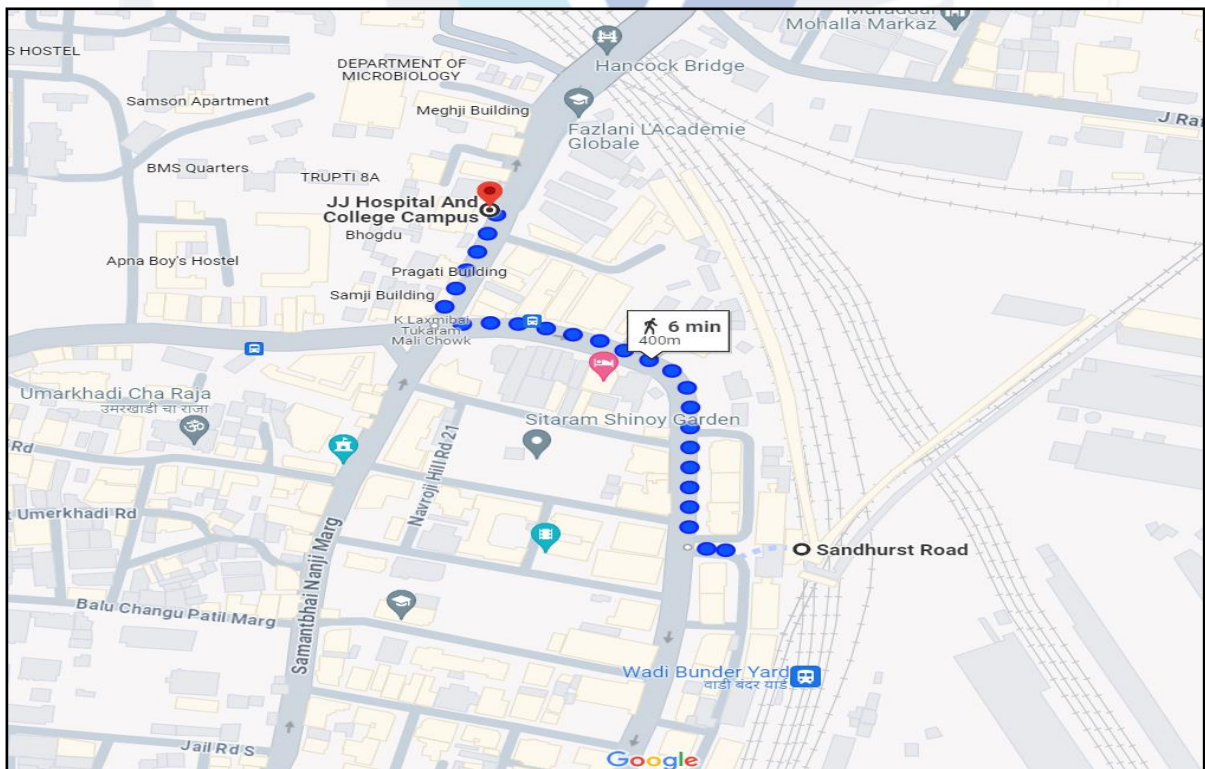 Mohalla Markaz
S HOSTEL
DEPARTMENT OF
MICROBIOLOGY
Hancock Bridge
Samson Apartment
Meghji Building
Fazlani L'Academie
Globale
J Rat
BMS Quarters
TRUPTI 8A
JJ Hospital And
College Campus
Bhogdu
Apna Boy's Hostel
Pragati Building
Samji Building
K Laxmibai
Tukaram
Mali Chowk
6 min
400m
Umarkhadi Cha Raja
उमरखाडी चा राजा
Sitaram Shinoy Garden
Rd
Navroji Hill Rd 21
Umerkhadi Rd
Sandhurst Road
Samantbhai Nanji Marg
Balu Changu Patil Marg
Wadi Bunder Yard
वाडी बंदर यार्ड
Jail Rd S
Google